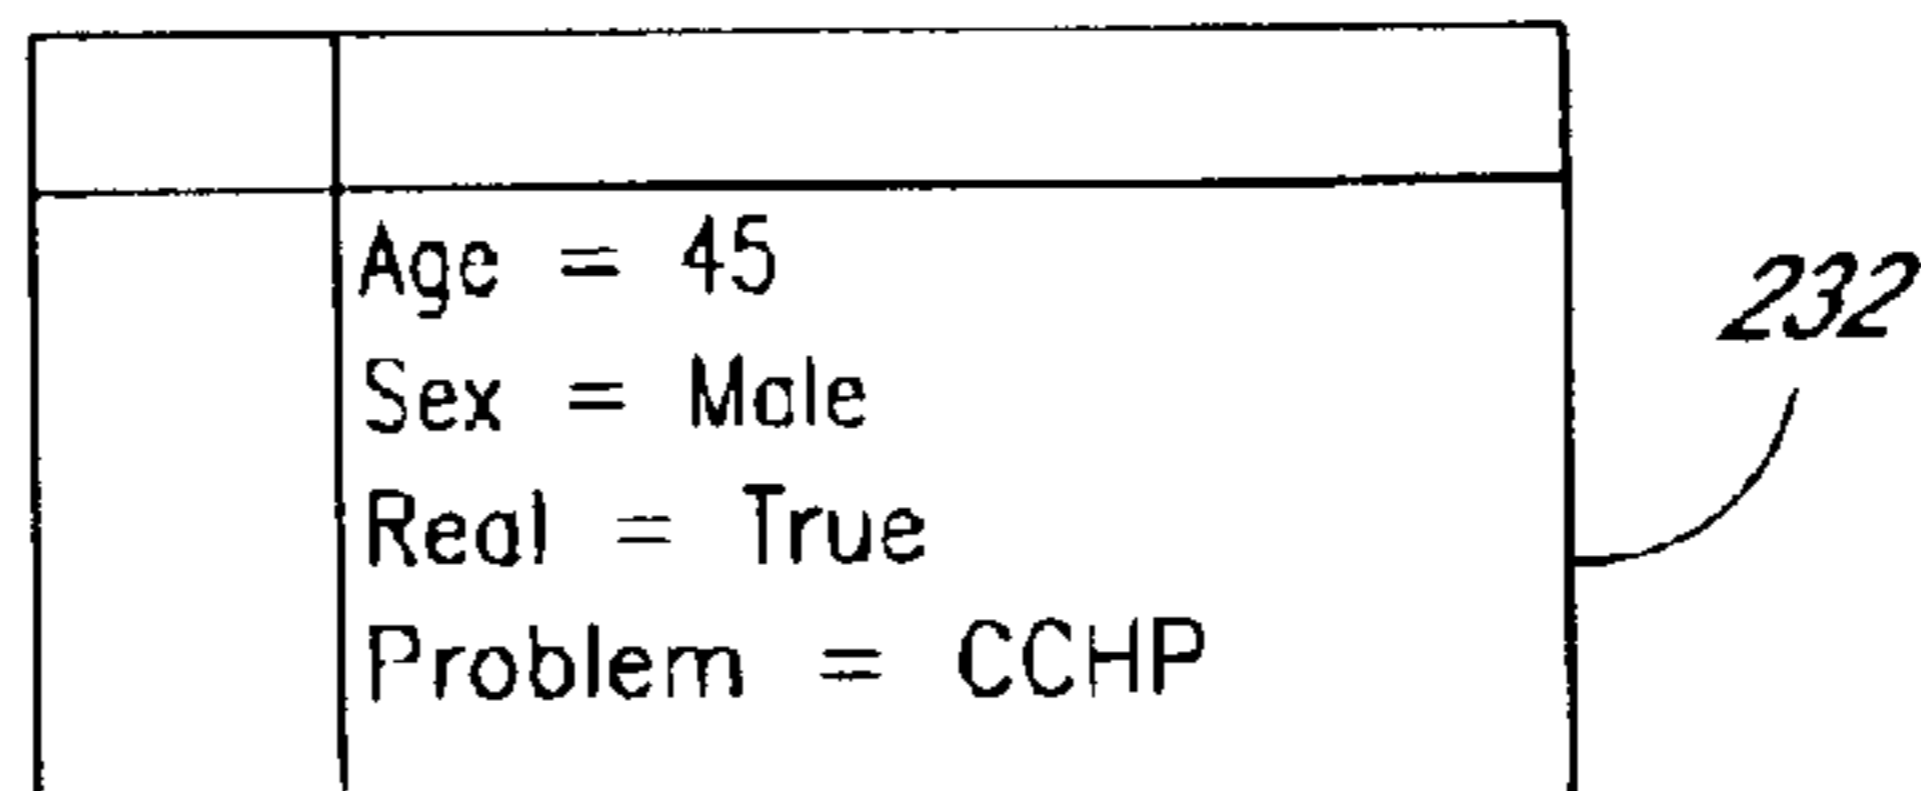 Age = 45
232
Sex = Male
Real = True
Problem = CCHP